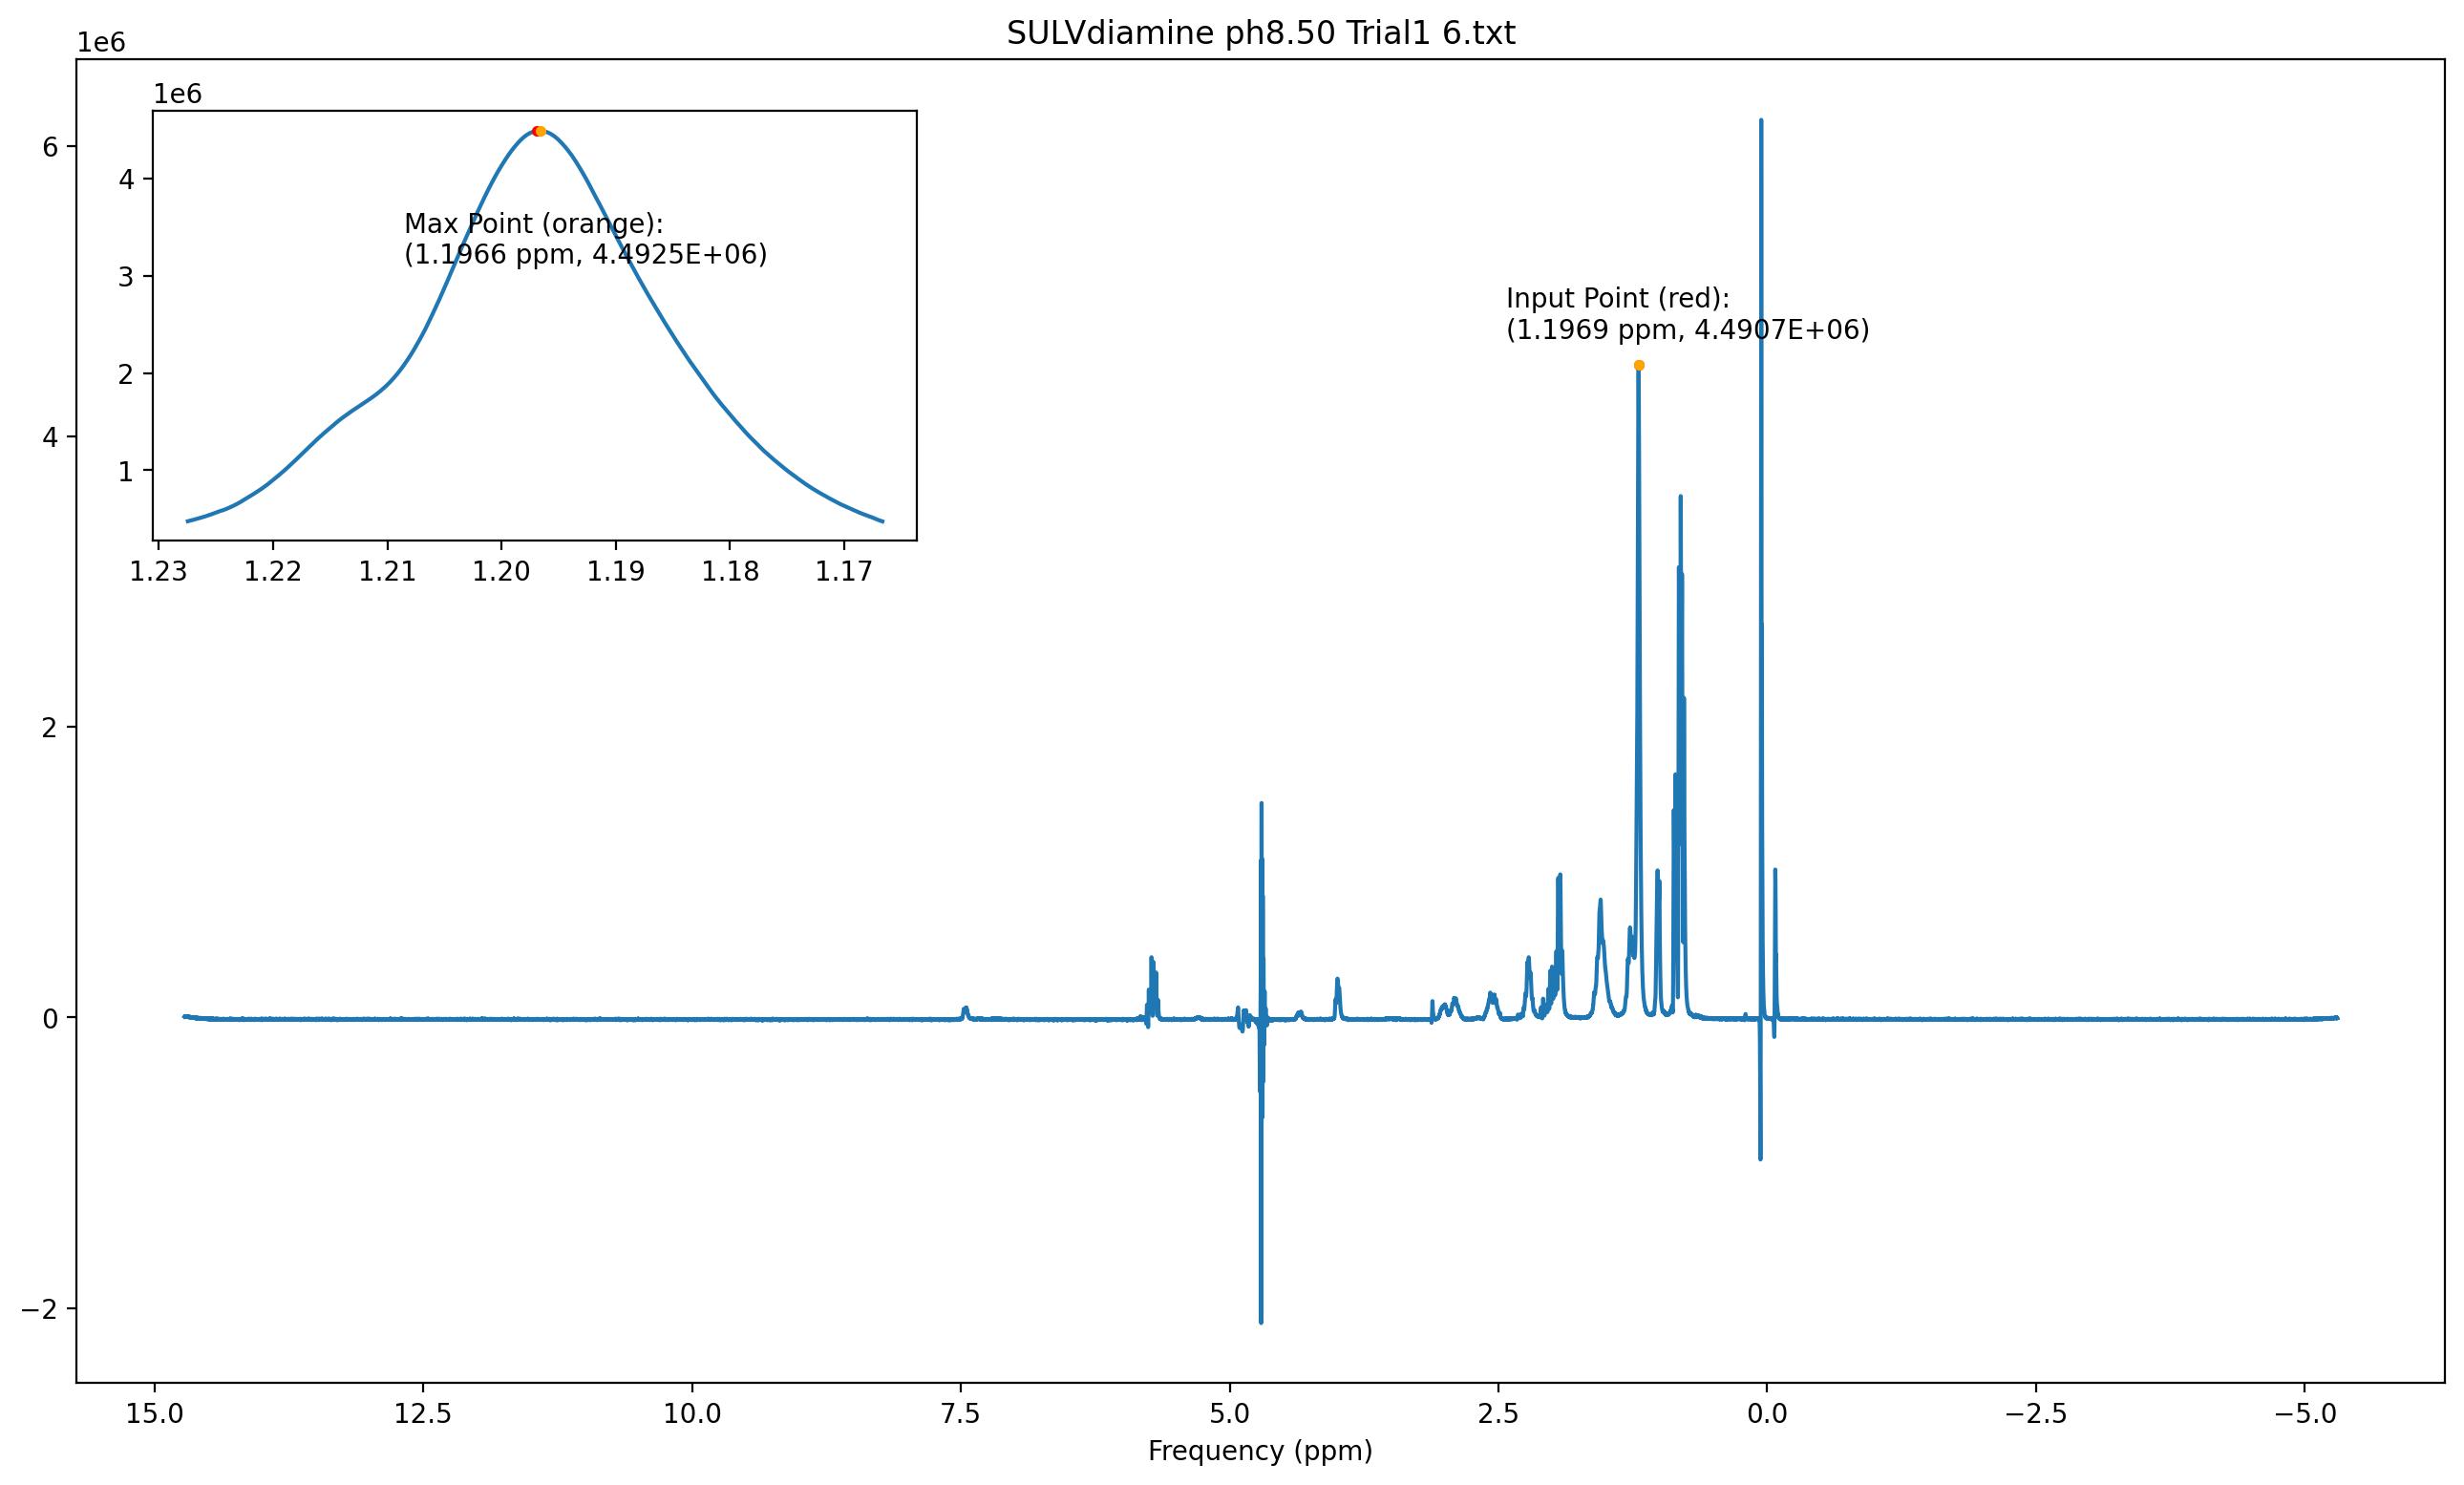 SULVdiamine ph8.50 Trial1 6.txt
1e6
6
4
2
0
−2
1e6
4
3
2
1
Max Point (orange):
(1.1966 ppm, 4.4925E+06)
1.23 1.22 1.21 1.20 1.19 1.18 1.17
Input Point (red):
(1.1969 ppm, 4.4907E+06)
15.0 12.5 10.0 7.5 5.0 2.5 0.0 −2.5 −5.0
Frequency (ppm)